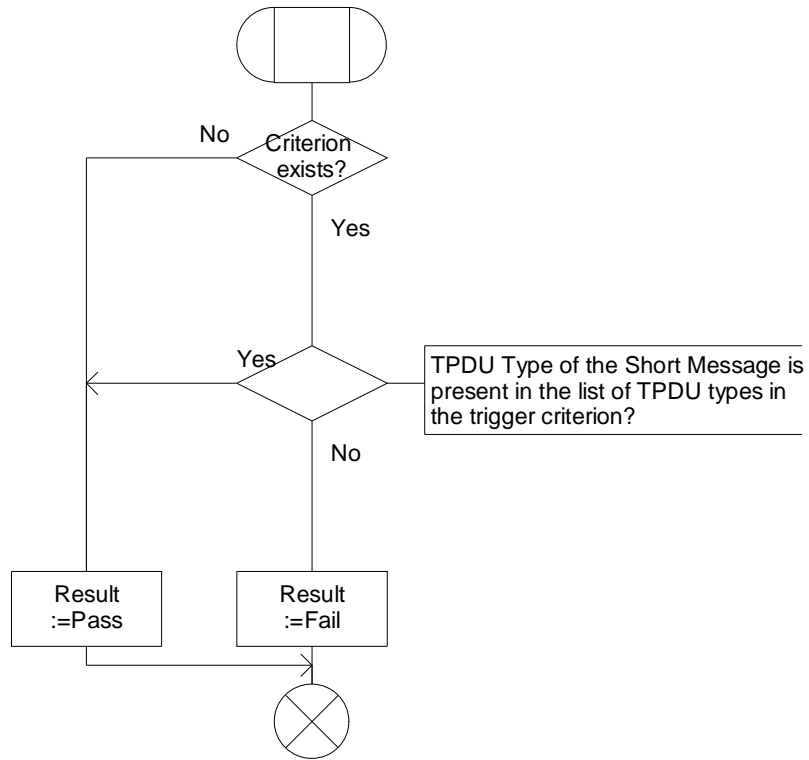 No
Criterion
exists?
Yes
Yes
TPDU Type of the Short Message is
present in the list of TPDU types in
the trigger criterion?
No
Result
:=Pass
Result
:=Fail